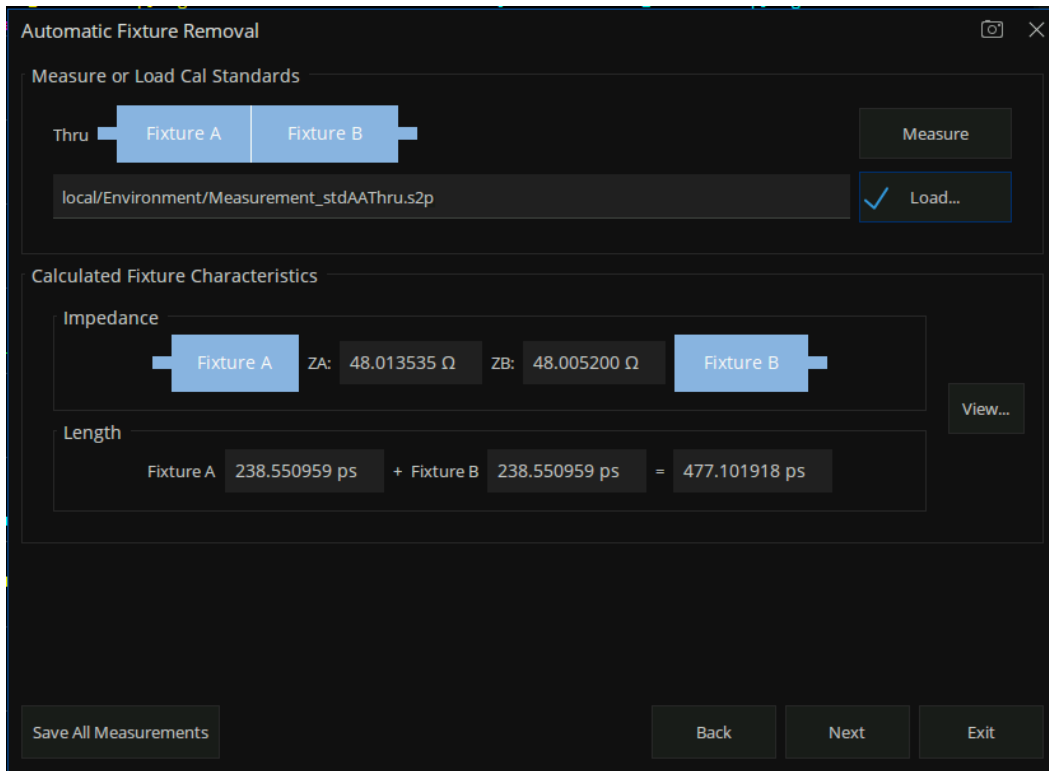 Automatic Fixture Removal
Measure or Load Cal Standards
Thru Fixture A Fixture B Measure
local/Environment/Measurement_stdAAThru.s2p Load...
Calculated Fixture Characteristics
Impedance
Fixture A ZA: 48.013535 Ω ZB: 48.005200 Ω Fixture B
View...
Length
Fixture A 238.550959 ps + Fixture B 238.550959 ps = 477.101918 ps
Save All Measurements Back Next Exit